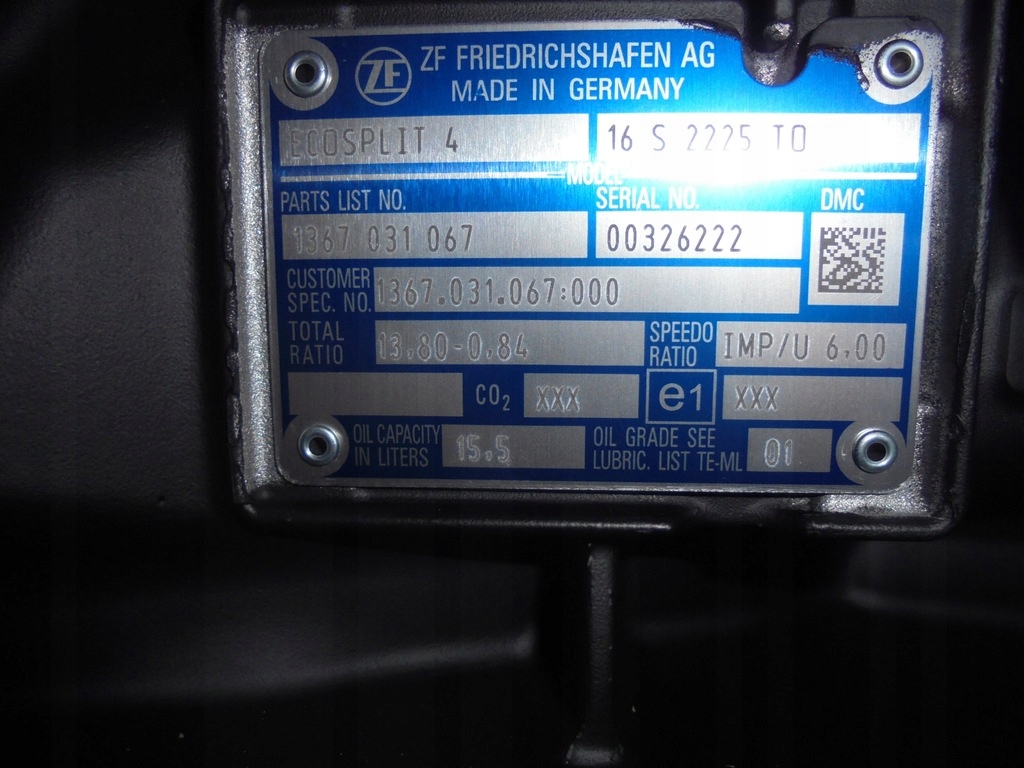 ZF ZF FRIEDRICHSHAFEN AG
MADE IN GERMANY
ECOSPLIT 4 16 S 2225 TO
MODEL
PARTS LIST NO. SERIAL NO. DMC
1367 031 067 00326222
CUSTOMER SPEC. NO. 1367.031.067:000
TOTAL RATIO 13,80-0,84 SPEEDO RATIO IMP/U 6,00
CO₂ XXX e1 XXX
OIL CAPACITY IN LITERS 15,5 OIL GRADE SEE LUBRIC. LIST TE-ML 01